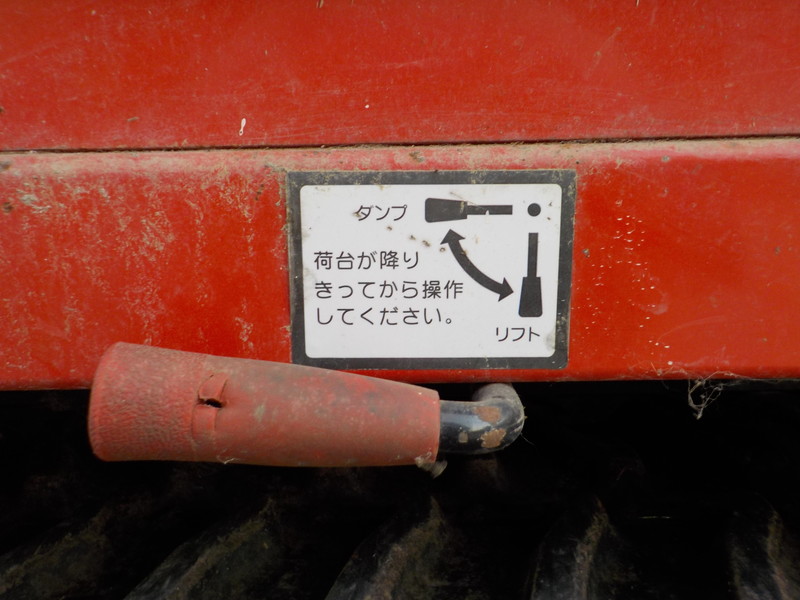 ダンプ
荷台が降り
きってから操作
してください。
リフト